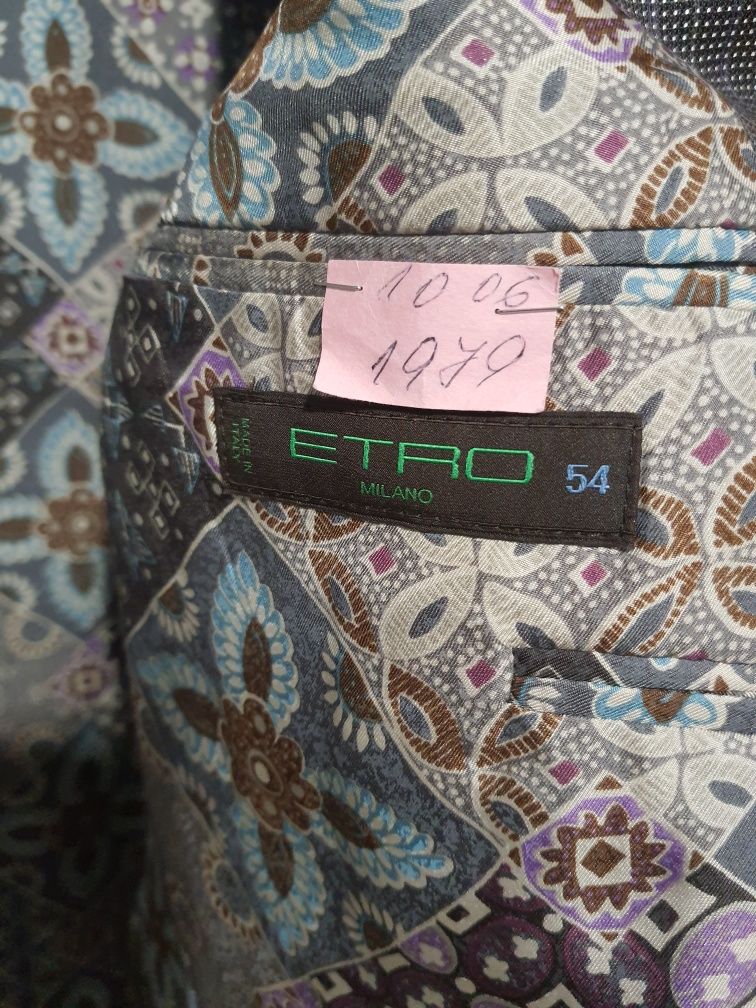 10 06
1979
MADE IN
ITALY
ETRO
MILANO
54